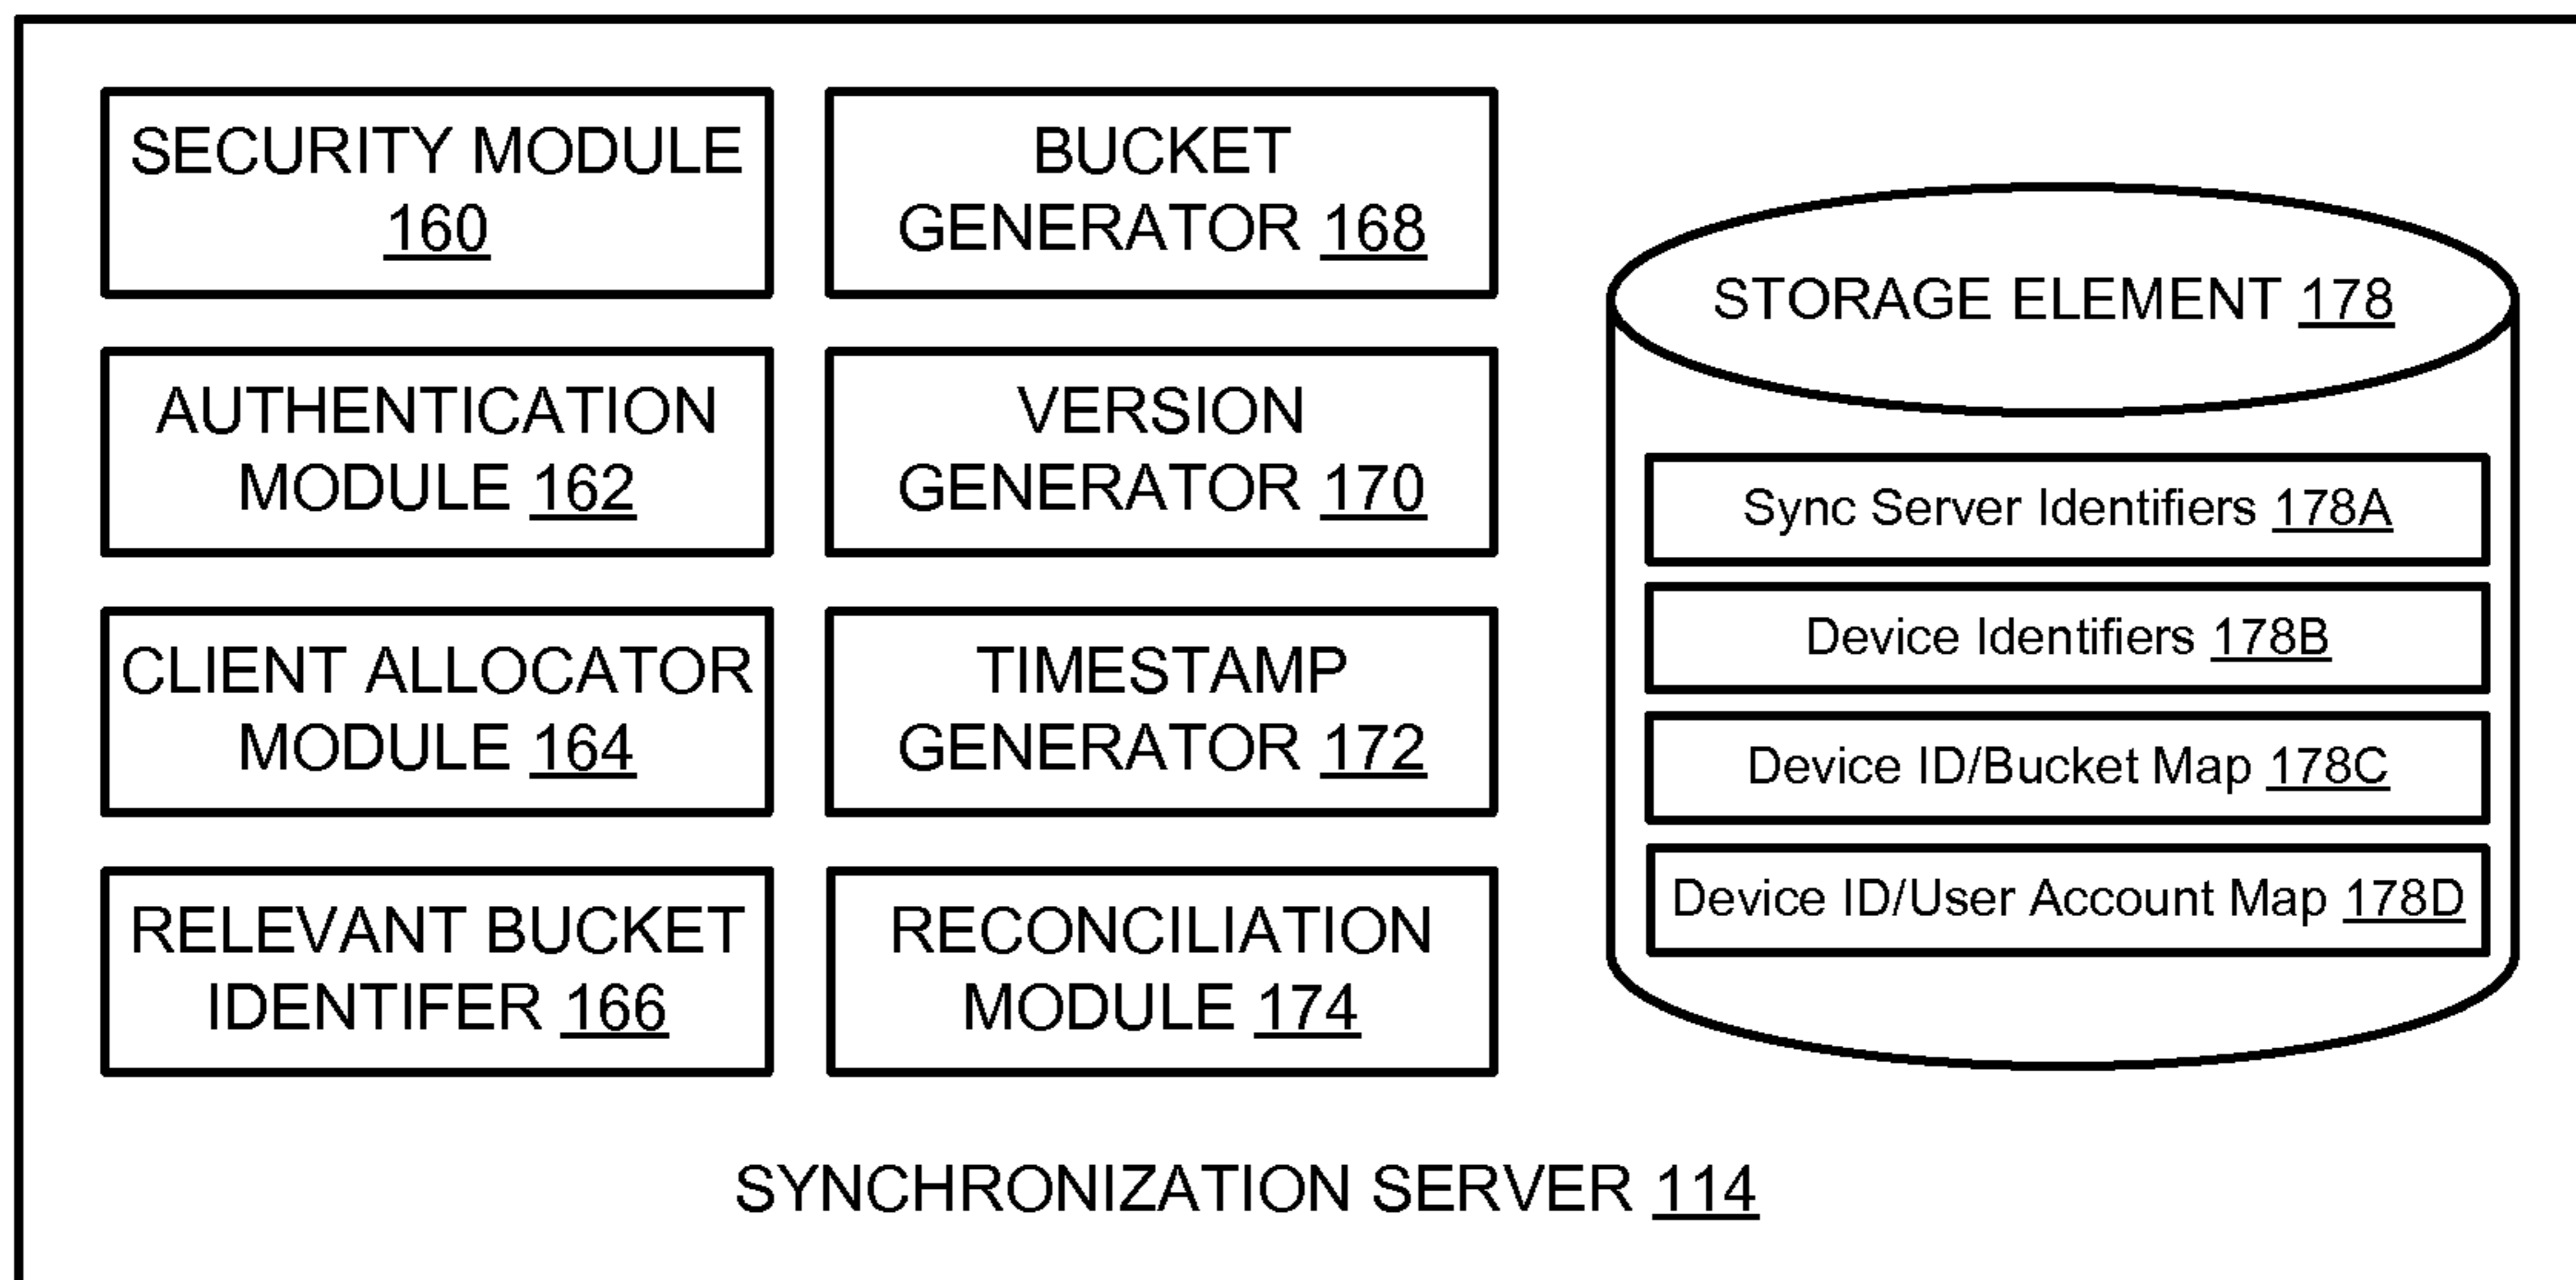 SECURITY MODULE
160
AUTHENTICATION
MODULE 162
CLIENT ALLOCATOR
MODULE 164
RELEVANT BUCKET
IDENTIFER 166
BUCKET
GENERATOR 168
VERSION
GENERATOR 170
TIMESTAMP
GENERATOR 172
RECONCILIATION
MODULE 174
STORAGE ELEMENT 178
Sync Server Identifiers 178A
Device Identifiers 178B
Device ID/Bucket Map 178C
Device ID/User Account Map 178D
SYNCHRONIZATION SERVER 114